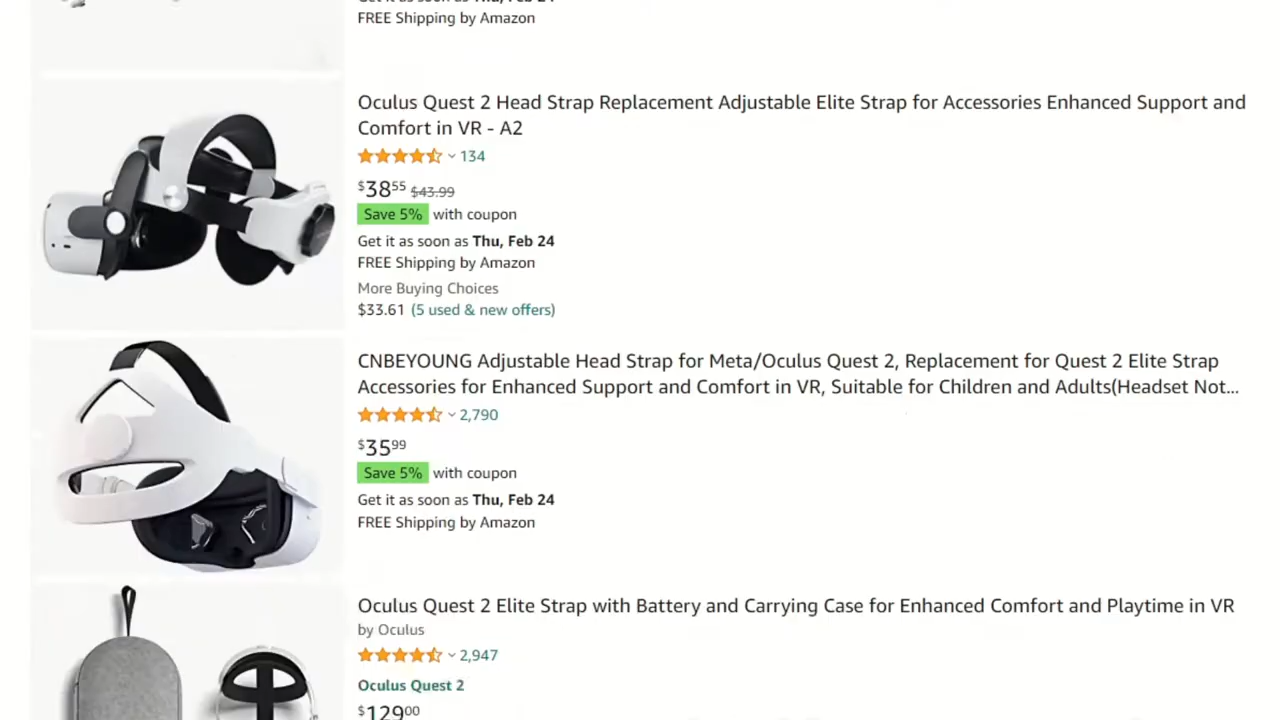 FREE Shipping by Amazon
Oculus Quest 2 Head Strap Replacement Adjustable Elite Strap for Accessories Enhanced Support and
Comfort in VR - A2
134
$38.55 $43.99
Save 5% with coupon
Get it as soon as Thu, Feb 24
FREE Shipping by Amazon
More Buying Choices
$33.61 (5 used & new offers)
CNBEYOUNG Adjustable Head Strap for Meta/Oculus Quest 2, Replacement for Quest 2 Elite Strap
Accessories for Enhanced Support and Comfort in VR, Suitable for Children and Adults(Headset Not...
2,790
$35.99
Save 5% with coupon
Get it as soon as Thu, Feb 24
FREE Shipping by Amazon
Oculus Quest 2 Elite Strap with Battery and Carrying Case for Enhanced Comfort and Playtime in VR
by Oculus
2,947
Oculus Quest 2
$129.00